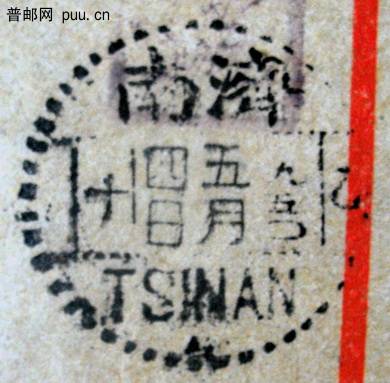 普邮网 puu.cn
濟南
五月
四日
十
TSINAN